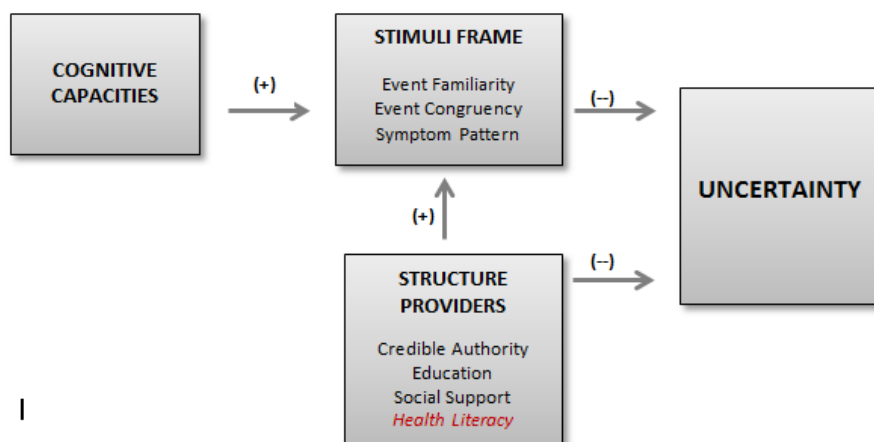 COGNITIVE
CAPACITIES
(+)
STIMULI FRAME
Event Familiarity
Event Congruency
Symptom Pattern
(--)
UNCERTAINTY
(+)
STRUCTURE
PROVIDERS
Credible Authority
Education
Social Support
Health Literacy
(--)